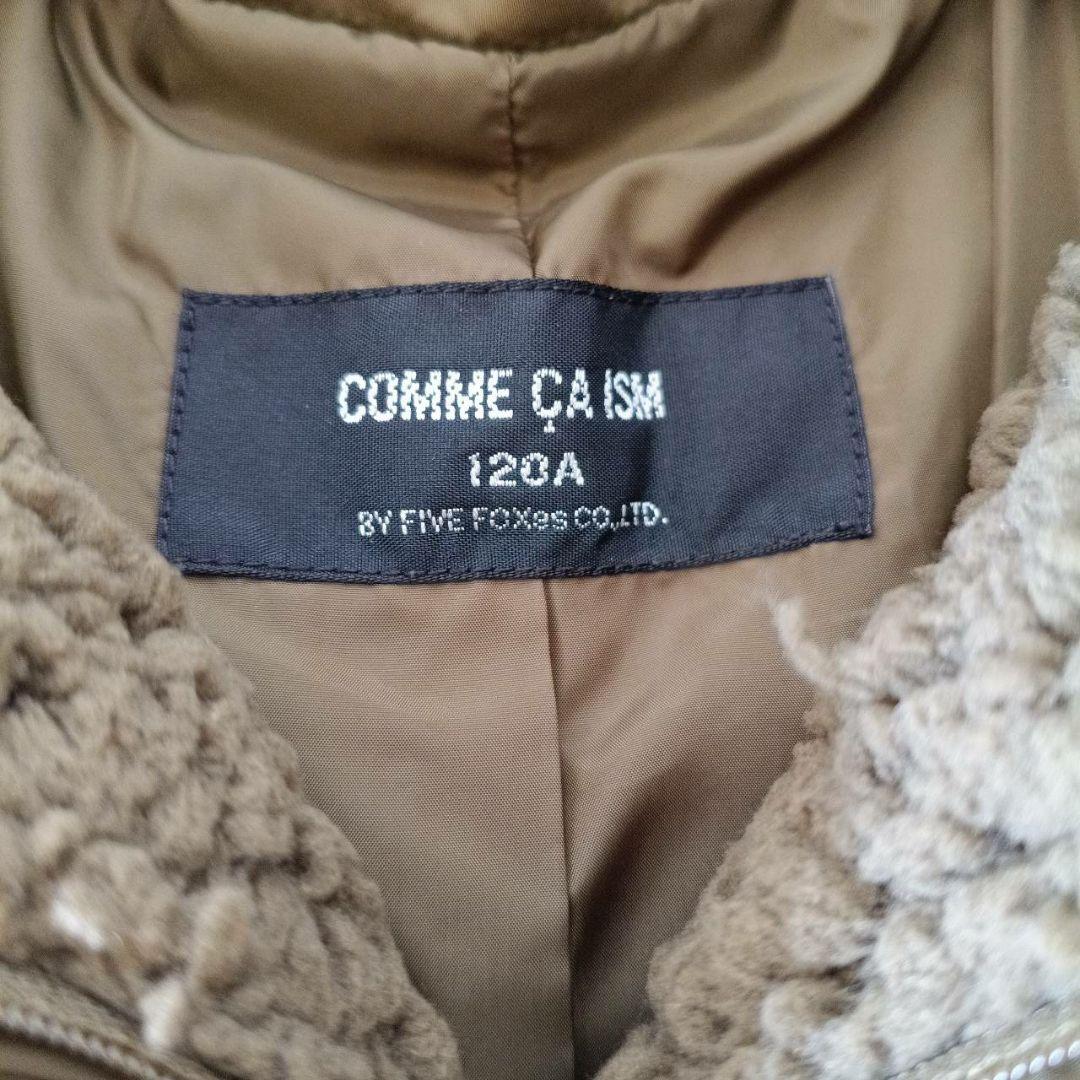 COMME ÇA ISM
120A
BY FIVE FOXes CO.,LTD.